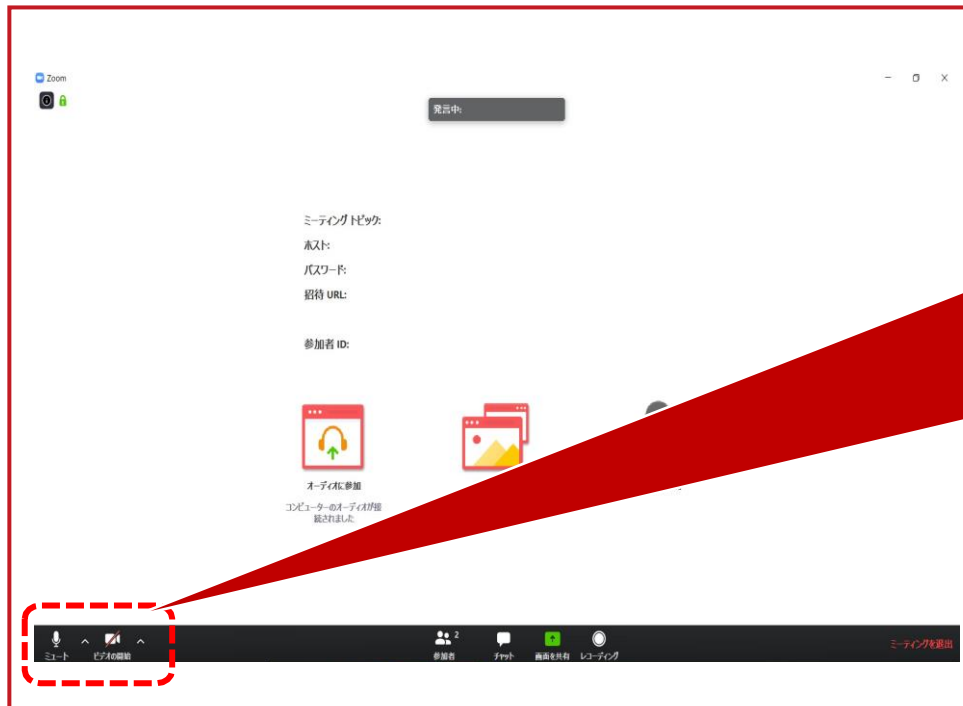 Zoom
発言中:
ミーティング トピック:
ホスト:
パスワード:
招待 URL:
参加者 ID:
オーディオに参加
コンピューターのオーディオが接
続されました
ミュート
ビデオの開始
2
参加者
チャット
画面を共有
レコーディング
ミーティングを退出